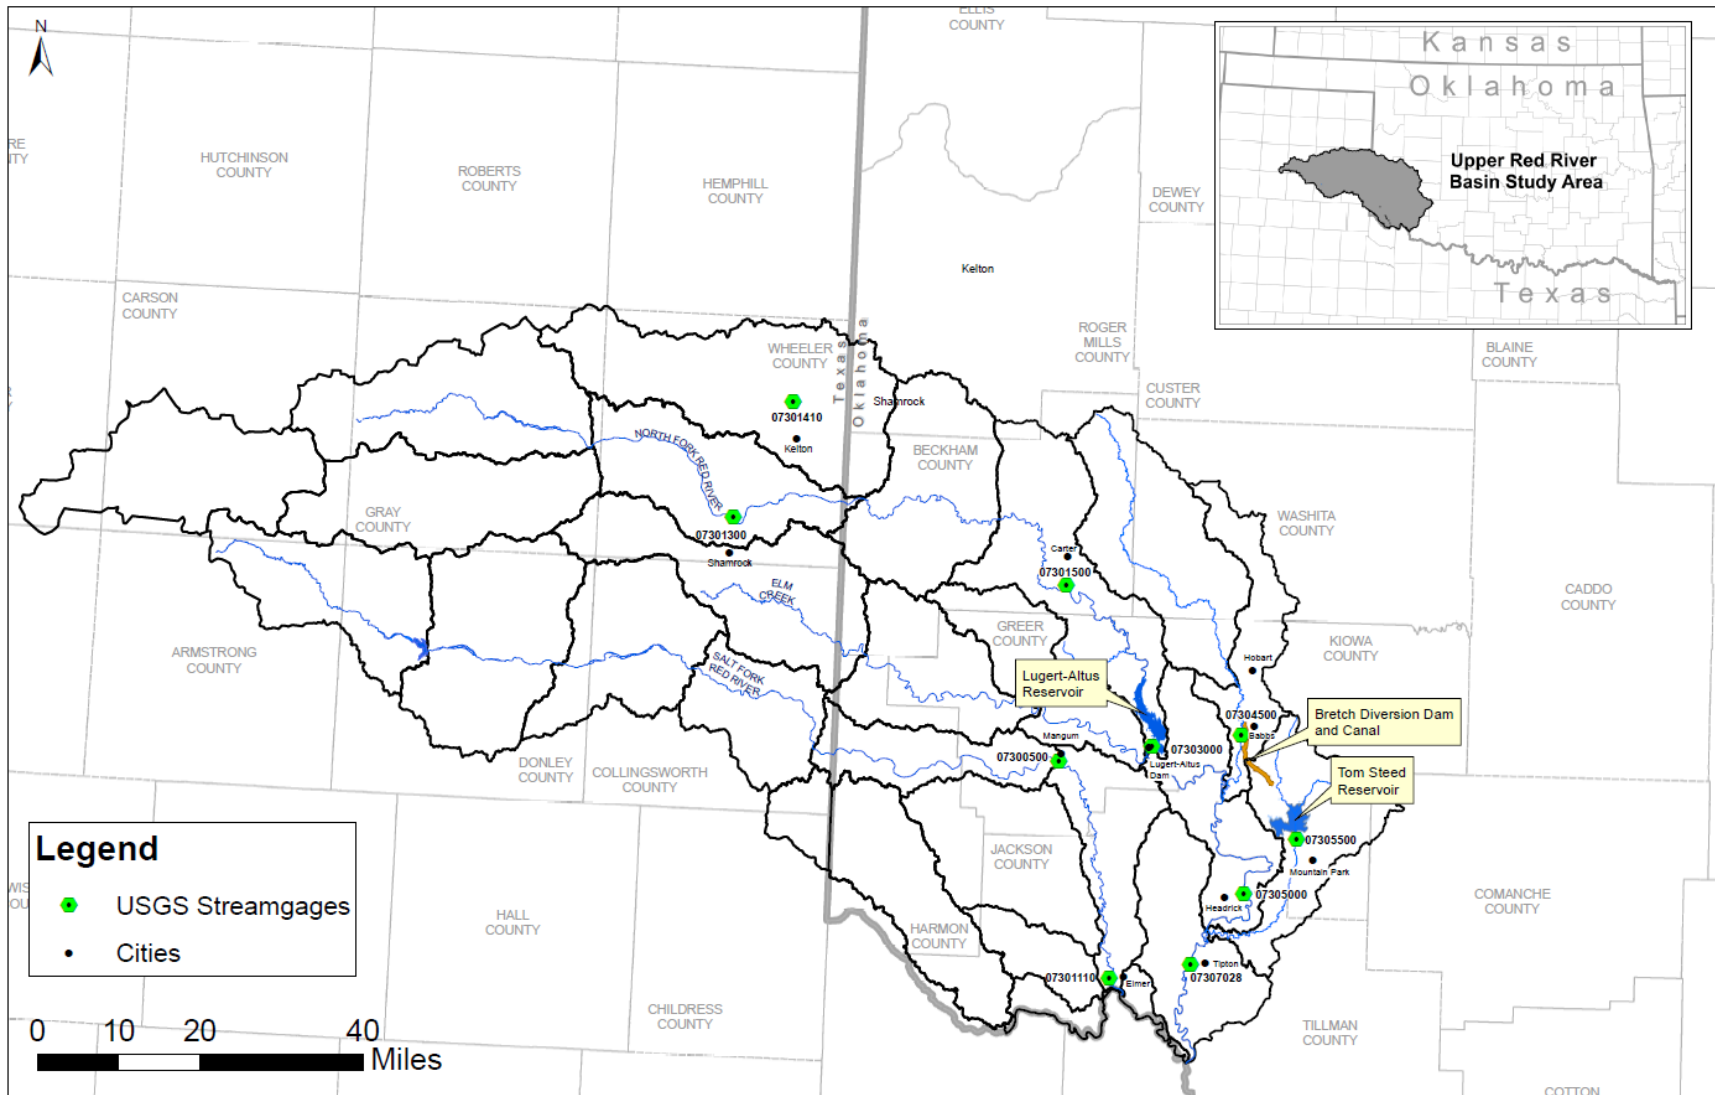 N
ELLIS
COUNTY
Kansas
Oklahoma
Upper Red River
Basin Study Area
Texas
HUTCHINSON
COUNTY
ROBERTS
COUNTY
HEMPHILL
COUNTY
DEWEY
COUNTY
Kelton
CARSON
COUNTY
WHEELER
COUNTY
Texas
Oklahoma
ROGER
MILLS
COUNTY
BLAINE
COUNTY
CUSTER
COUNTY
Shamrock
07301410
Kelton
NORTH FORK RED RIVER
BECKHAM
COUNTY
GRAY
COUNTY
WASHITA
COUNTY
07301300
Shamrock
Carter
07301500
ELM
CREEK
CADDO
COUNTY
GREER
COUNTY
KIOWA
COUNTY
ARMSTRONG
COUNTY
SALT FORK
RED RIVER
Hobart
Lugert-Altus
Reservoir
07304500
Babbs
Bretch Diversion Dam
and Canal
Mangum
07300500
07303000
Lugert-Altus
Dam
DONLEY
COUNTY
COLLINGSWORTH
COUNTY
Tom Steed
Reservoir
07305500
Mountain Park
JACKSON
COUNTY
07305000
Headrick
COMANCHE
COUNTY
HALL
COUNTY
HARMON
COUNTY
Tipton
07307028
07301110
Elmer
CHILDRESS
COUNTY
TILLMAN
COUNTY
COTTON
Legend
USGS Streamgages
Cities
0 10 20 40
Miles